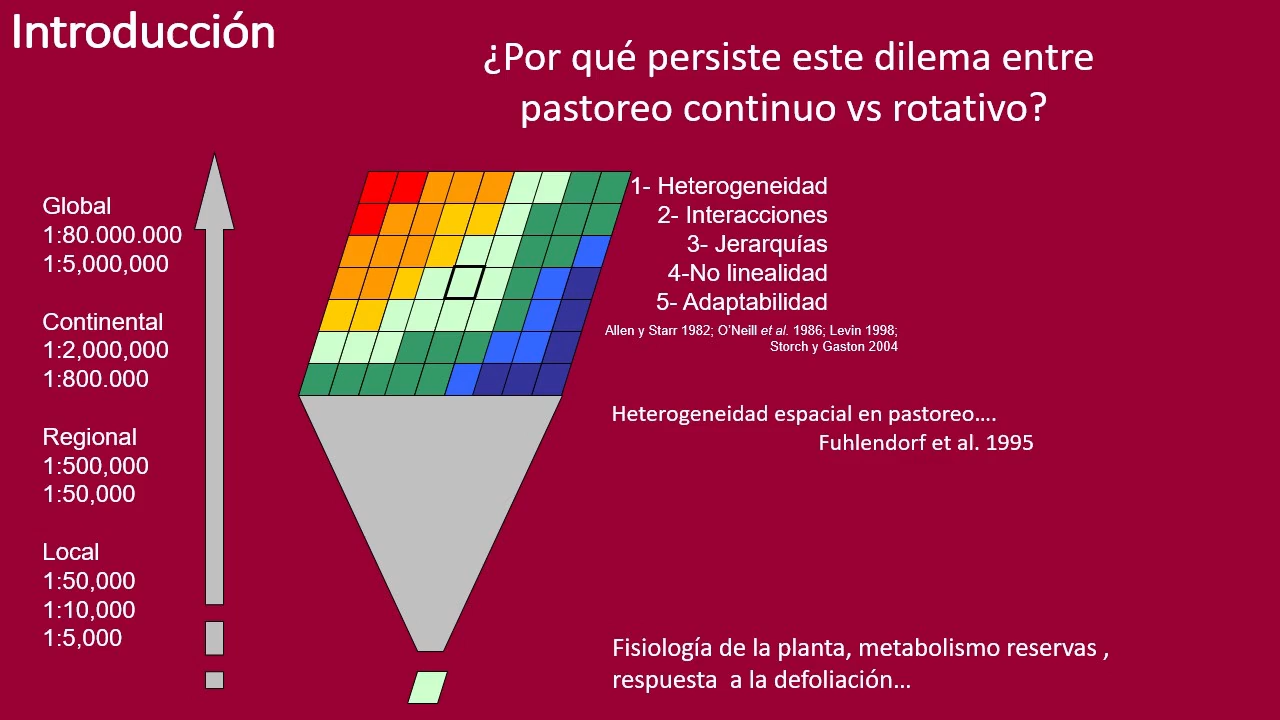 Introducción
¿Por qué persiste este dilema entre
pastoreo continuo vs rotativo?
Global
1:80.000.000
1:5,000,000
Continental
1:2,000,000
1:800.000
Regional
1:500,000
1:50,000
Local
1:50,000
1:10,000
1:5,000
1- Heterogeneidad
2- Interacciones
3- Jerarquías
4-No linealidad
5- Adaptabilidad
Allen y Starr 1982; O’Neill et al. 1986; Levin 1998;
Storch y Gaston 2004
Heterogeneidad espacial en pastoreo....
Fuhlendorf et al. 1995
Fisiología de la planta, metabolismo reservas ,
respuesta  a la defoliación...